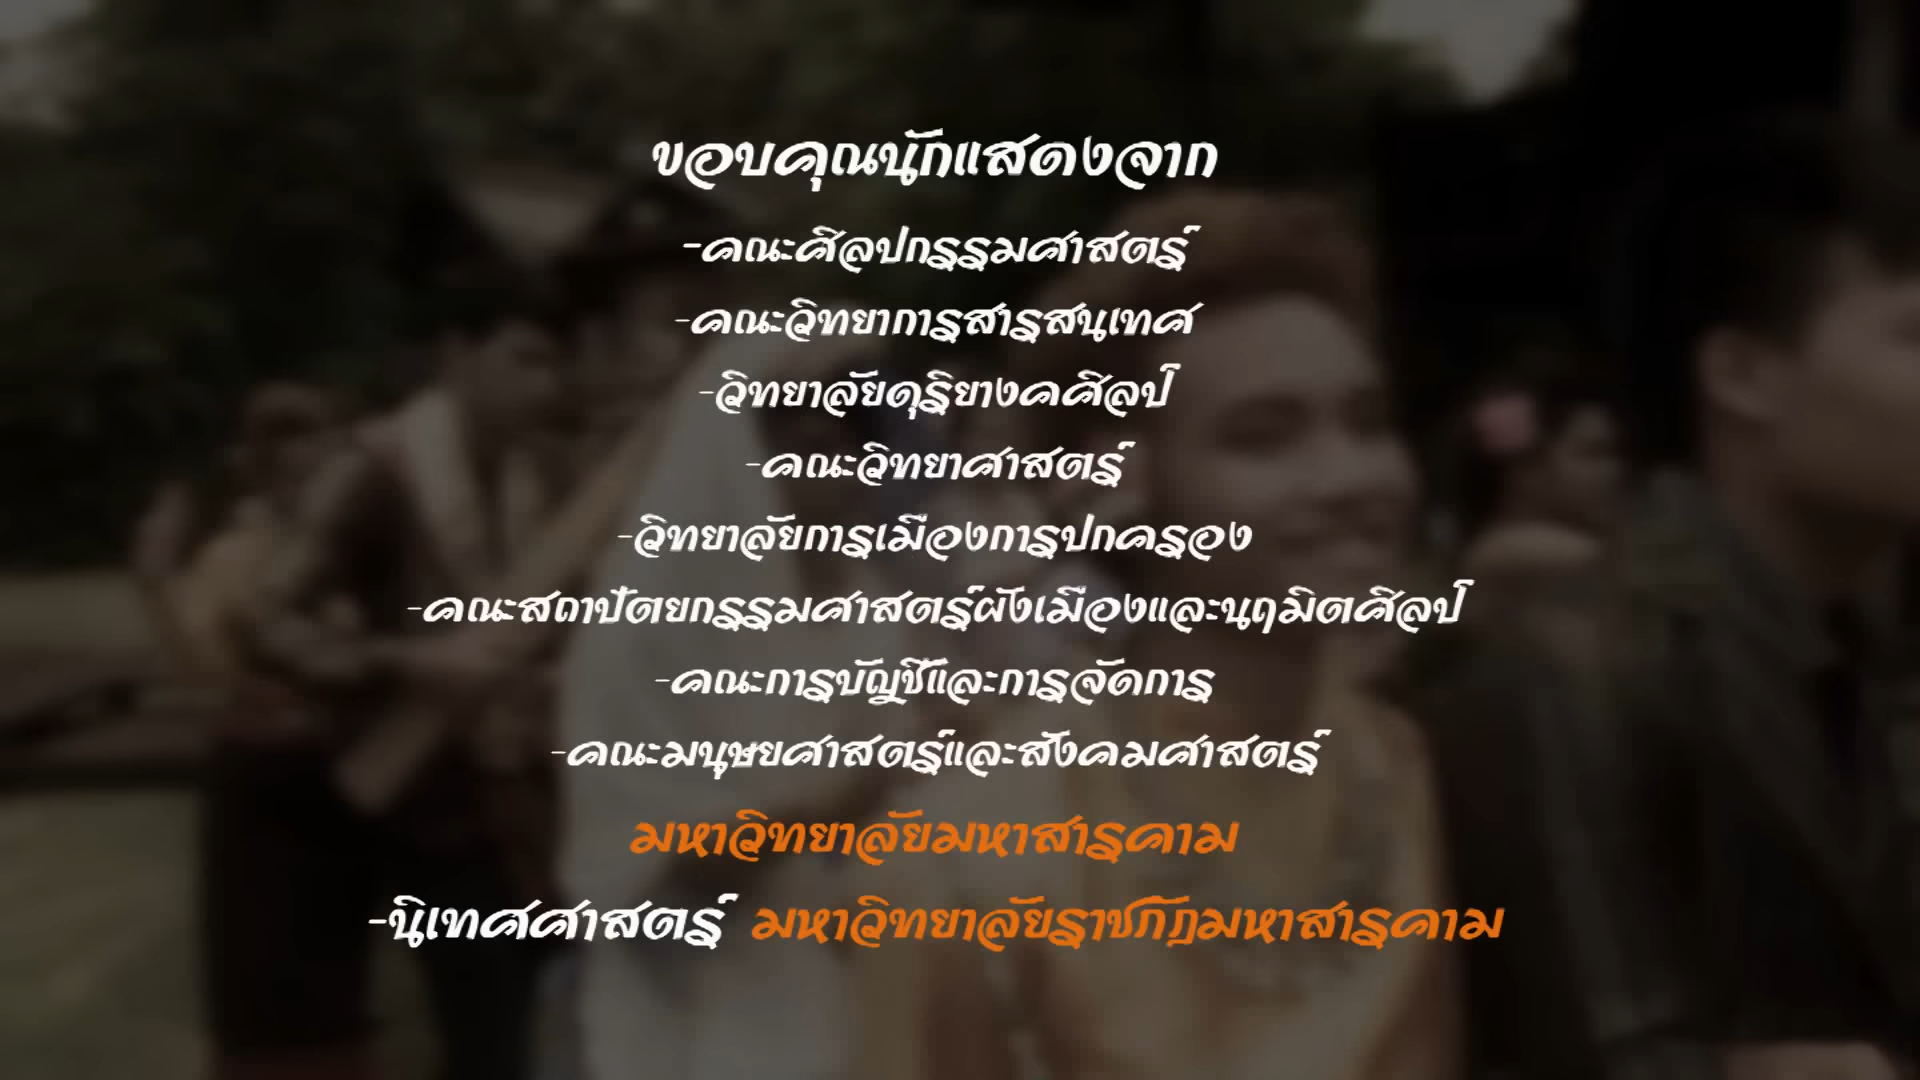 ขอบคุณนักแสดงจาก
-คณะศิลปกรรมศาสตร์
-คณะวิทยาการสารสนเทศ
-วิทยาลัยดุริยางคศิลป์
-คณะวิทยาศาสตร์
-วิทยาลัยการเมืองการปกครอง
-คณะสถาปัตยกรรมศาสตร์ผังเมืองและนฤมิตศิลป์
-คณะการบัญชีและการจัดการ
-คณะมนุษยศาสตร์และสังคมศาสตร์
มหาวิทยาลัยมหาสารคาม
-นิเทศศาสตร์ มหาวิทยาลัยราชภัฏมหาสารคาม